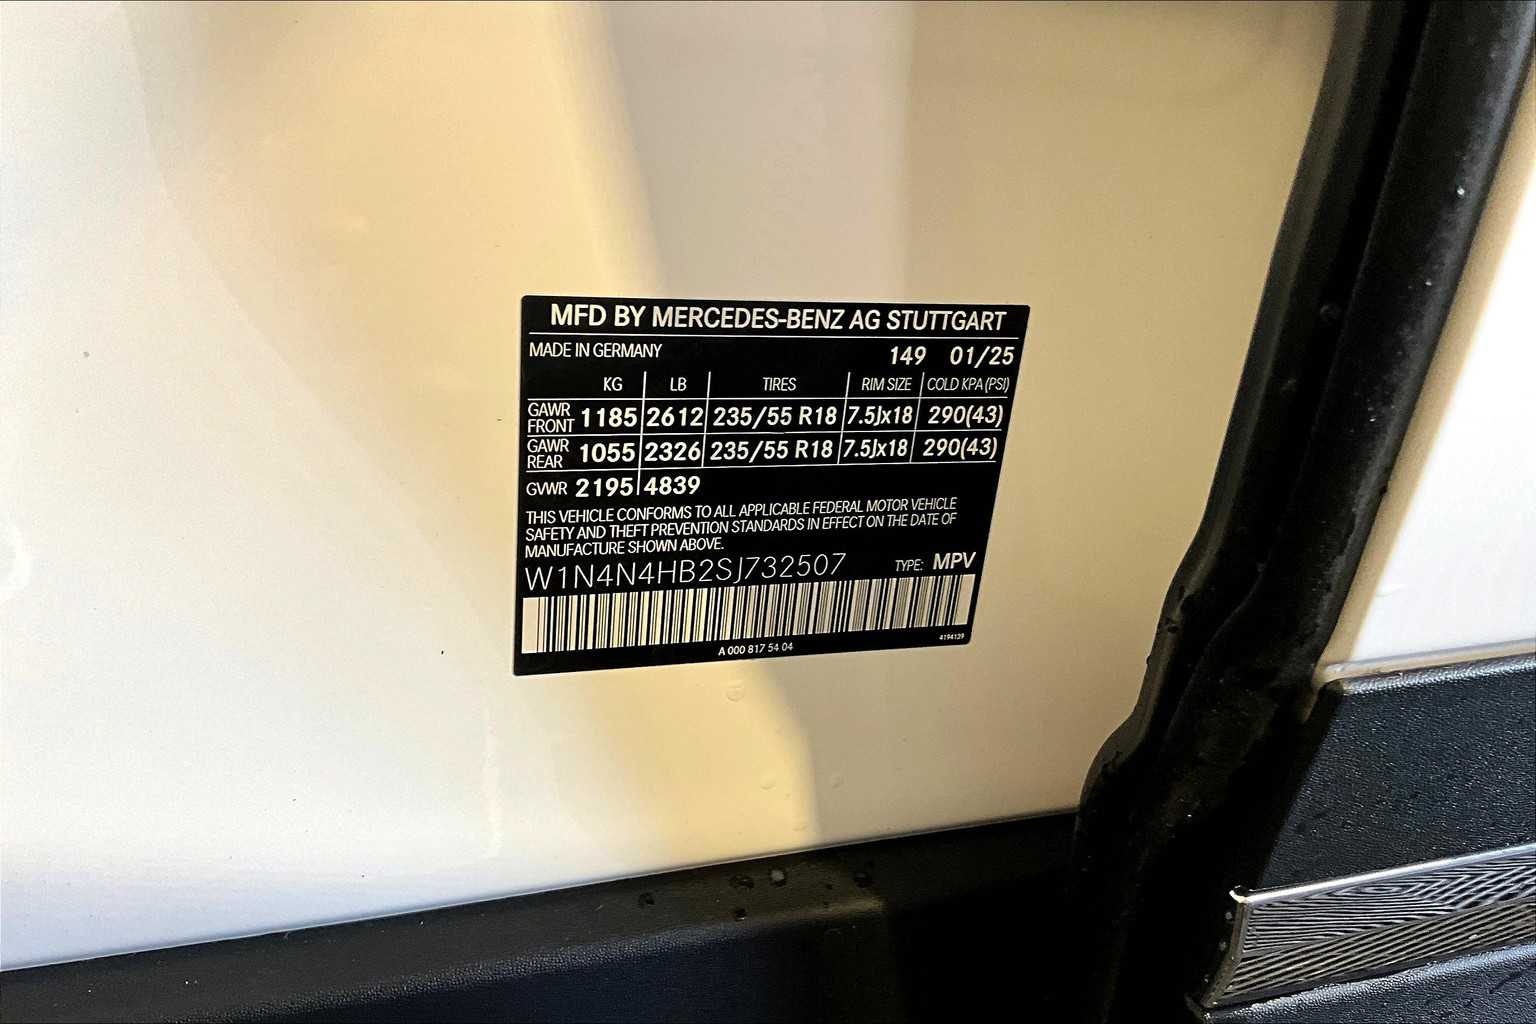 MFD BY MERCEDES-BENZ AG STUTTGART
MADE IN GERMANY 149 01/25
KG LB TIRES RIM SIZE COLD KPA (PSI)
GAWR FRONT 1185 2612 235/55 R18 7.5Jx18 290(43)
GAWR REAR 1055 2326 235/55 R18 7.5Jx18 290(43)
GVWR 2195 4839
THIS VEHICLE CONFORMS TO ALL APPLICABLE FEDERAL MOTOR VEHICLE
SAFETY AND THEFT PREVENTION STANDARDS IN EFFECT ON THE DATE OF
MANUFACTURE SHOWN ABOVE.
W1N4N4HB2SJ732507 TYPE: MPV
4194139
A 000 817 54 04